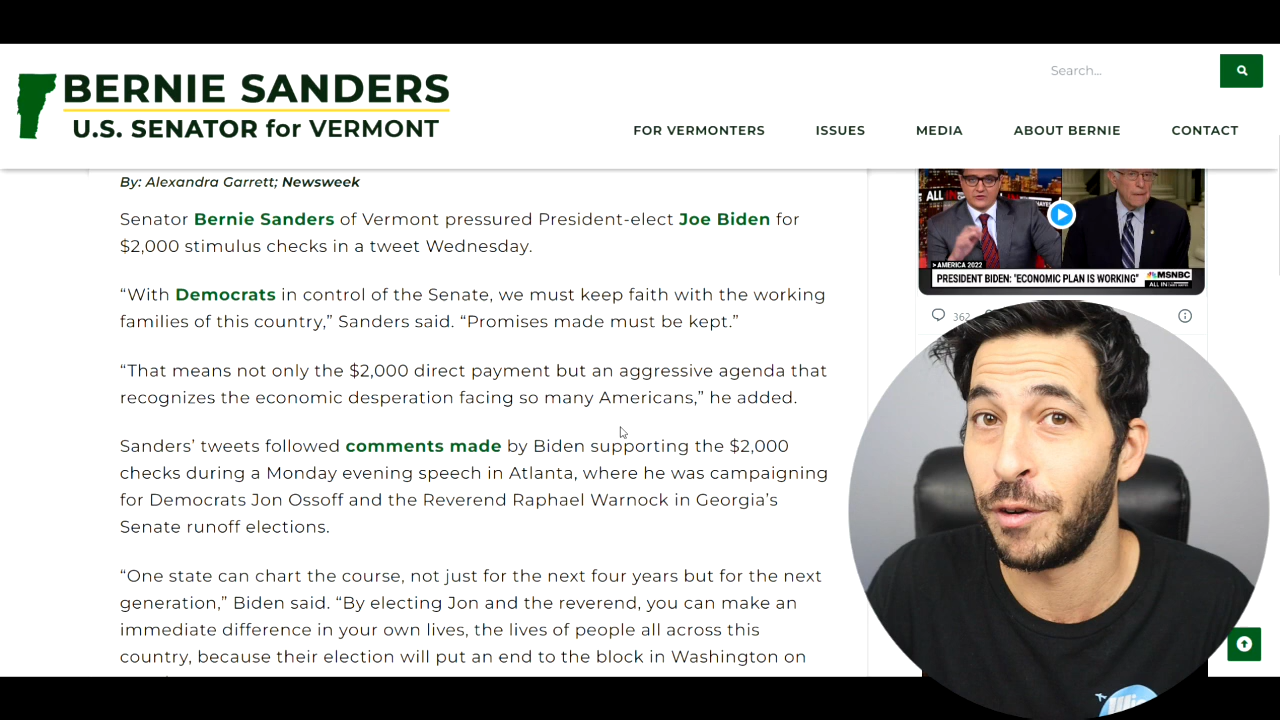 BERNIE SANDERS
U.S. SENATOR for VERMONT
Search...
FOR VERMONTERS ISSUES MEDIA ABOUT BERNIE CONTACT
By: Alexandra Garrett; Newsweek
Senator Bernie Sanders of Vermont pressured President-elect Joe Biden for
$2,000 stimulus checks in a tweet Wednesday.
“With Democrats in control of the Senate, we must keep faith with the working
families of this country,” Sanders said. “Promises made must be kept.”
“That means not only the $2,000 direct payment but an aggressive agenda that
recognizes the economic desperation facing so many Americans,” he added.
Sanders’ tweets followed comments made by Biden supporting the $2,000
checks during a Monday evening speech in Atlanta, where he was campaigning
for Democrats Jon Ossoff and the Reverend Raphael Warnock in Georgia’s
Senate runoff elections.
“One state can chart the course, not just for the next four years but for the next
generation,” Biden said. “By electing Jon and the reverend, you can make an
immediate difference in your own lives, the lives of people all across this
country, because their election will put an end to the block in Washington on
ALL IN
AMERICA 2022
PRESIDENT BIDEN: "ECONOMIC PLAN IS WORKING"
MSNBC
ALL IN
362